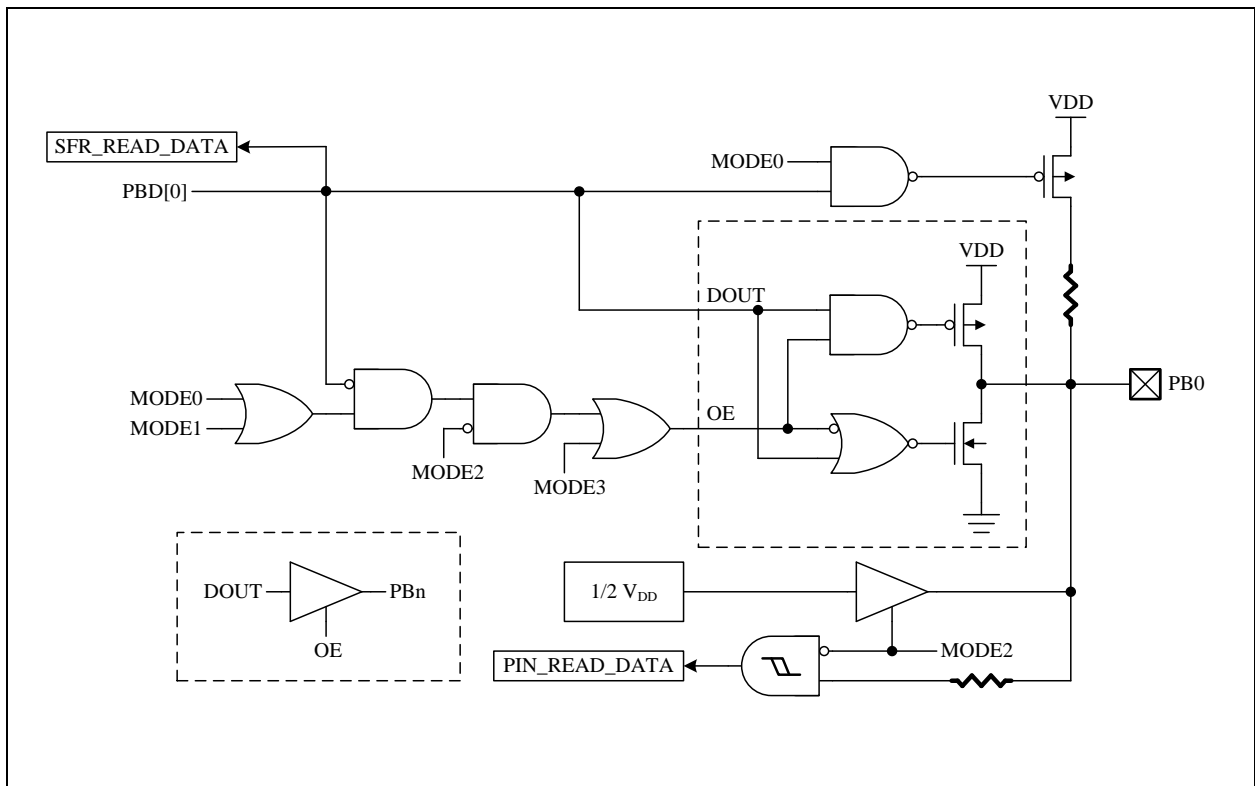 VDD
SFR_READ_DATA
MODE0
PBD[0]
VDD
DOUT
PB0
MODE0
MODE1
OE
MODE2
MODE3
DOUT
PBn
OE
1/2 VDD
MODE2
PIN_READ_DATA